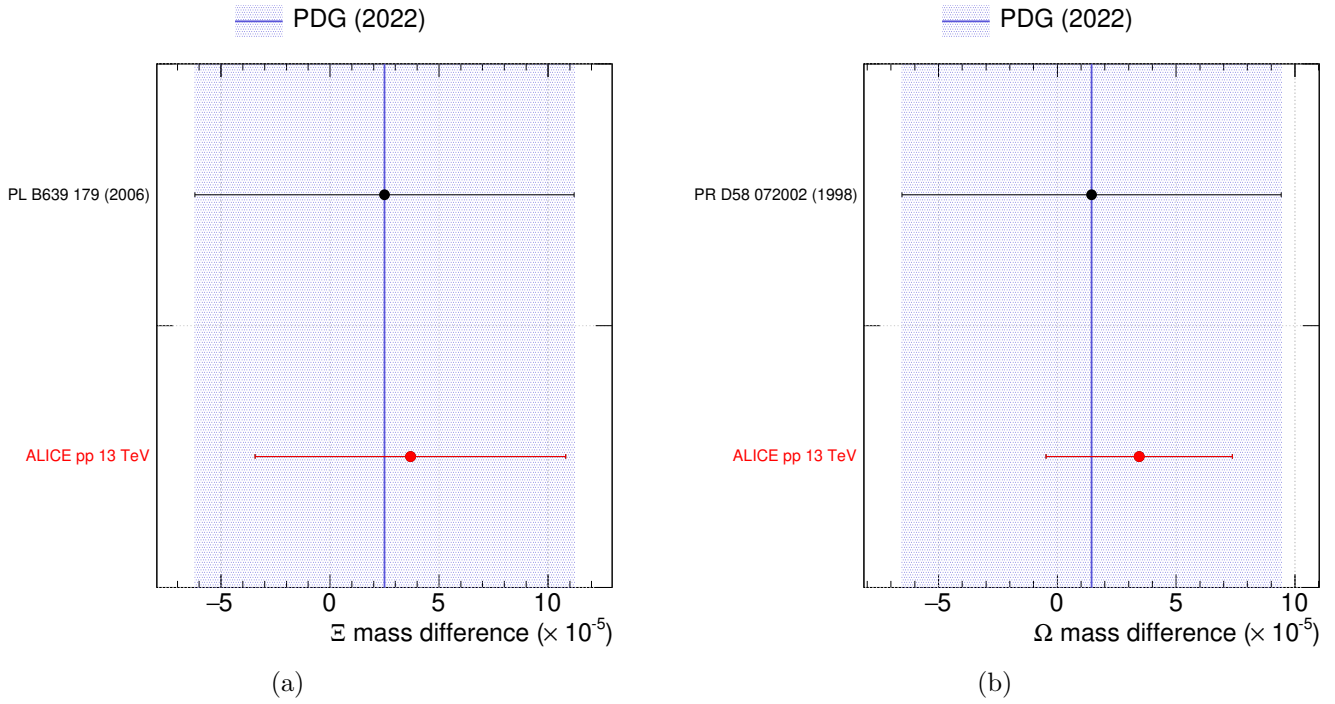 PDG (2022)
PL B639 179 (2006)
ALICE pp 13 TeV
−5 0 5 10
Ξ mass difference (× 10⁻⁵)
(a)
PDG (2022)
PR D58 072002 (1998)
ALICE pp 13 TeV
−5 0 5 10
Ω mass difference (× 10⁻⁵)
(b)